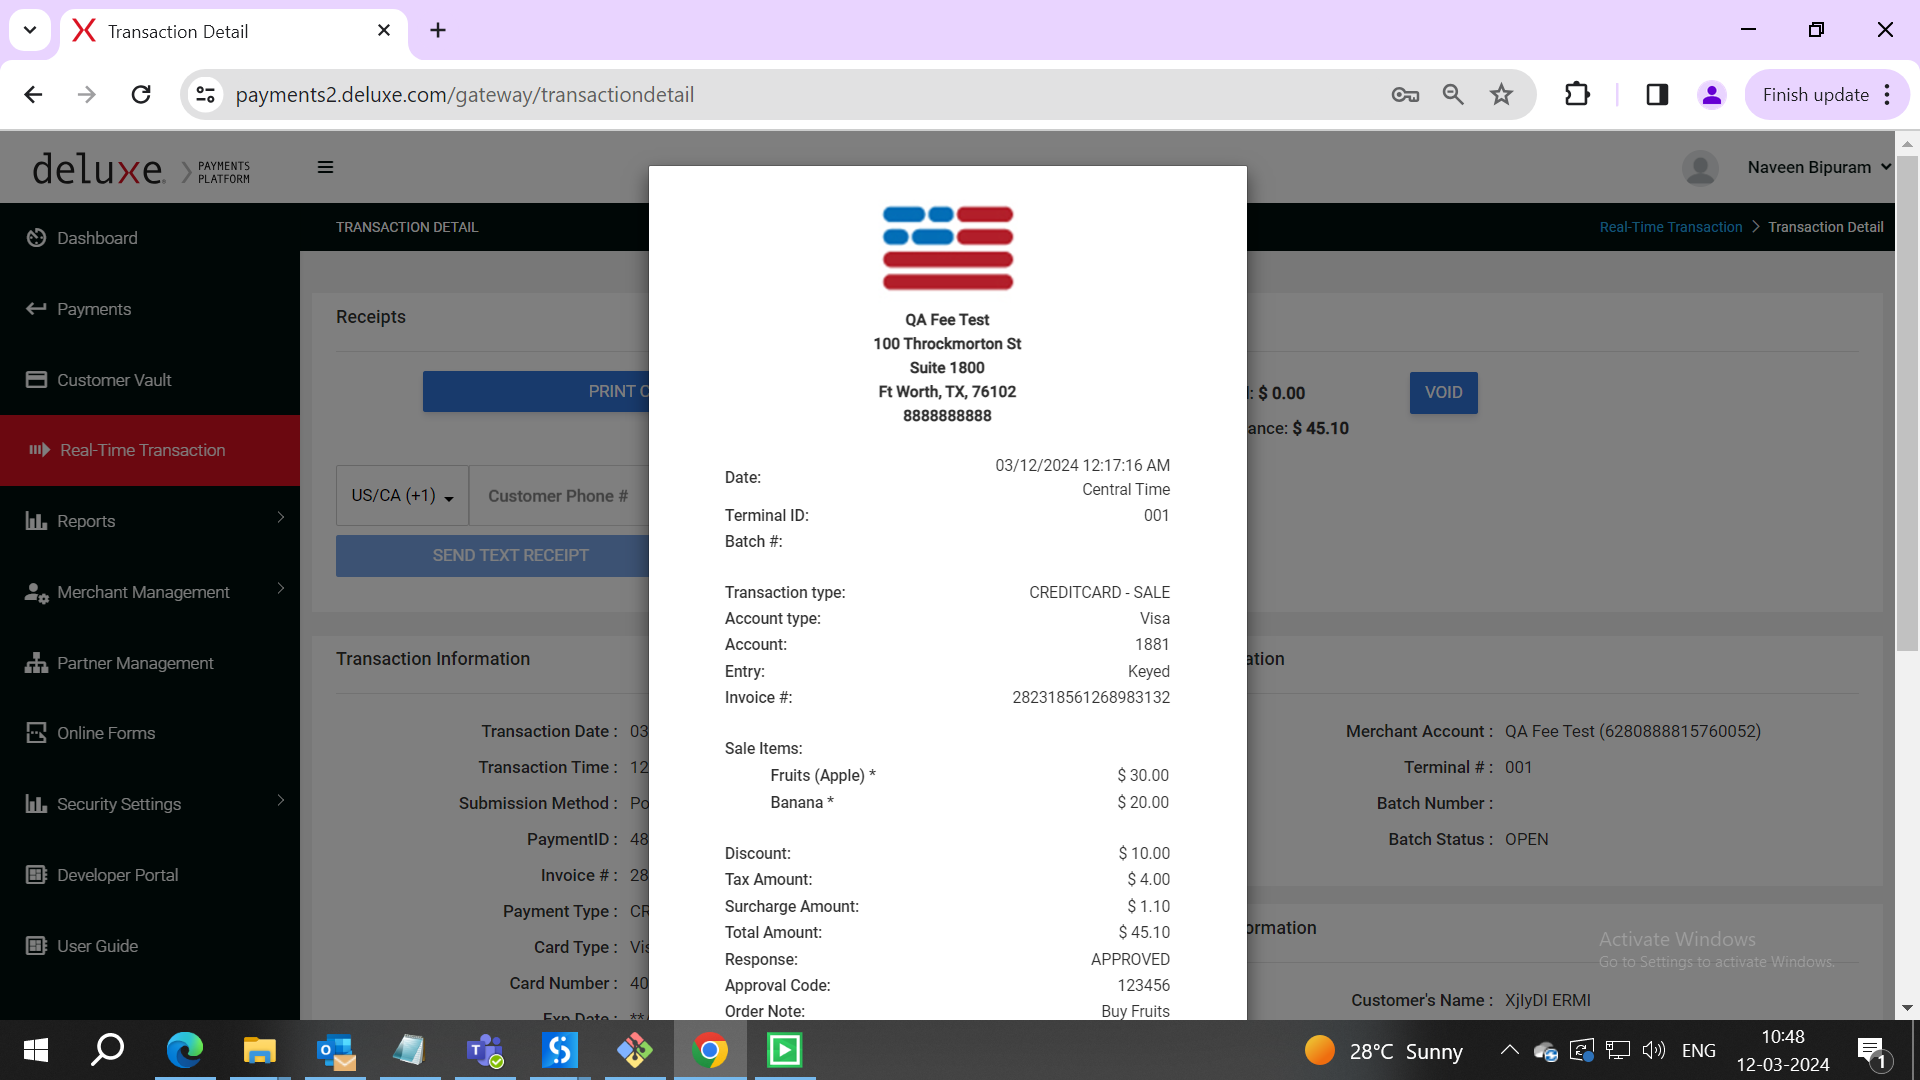 Transaction Detail
payments2.deluxe.com/gateway/transactiondetail
Finish update
deluxe. PAYMENTS
PLATFORM
Naveen Bipuram
TRANSACTION DETAIL
Real-Time Transaction > Transaction Detail
Dashboard
Payments
Customer Vault
Real-Time Transaction
Reports
Merchant Management
Partner Management
Online Forms
Security Settings
Developer Portal
User Guide
Receipts
PRINT
: $ 0.00
VOID
ance: $ 45.10
US/CA (+1)
Customer Phone #
SEND TEXT RECEIPT
Transaction Information
Transaction Date : 03
Transaction Time : 12
Submission Method : Po
PaymentID : 48
Invoice # : 28
Payment Type : CR
Card Type : Vis
Card Number : 40
Exp Date : **
QA Fee Test
100 Throckmorton St
Suite 1800
Ft Worth, TX, 76102
8888888888
Date: 03/12/2024 12:17:16 AM
Central Time
Terminal ID: 001
Batch #:
Transaction type: CREDITCARD - SALE
Account type: Visa
Account: 1881
Entry: Keyed
Invoice #: 282318561268983132
Sale Items:
Fruits (Apple) * $ 30.00
Banana * $ 20.00
Discount: $ 10.00
Tax Amount: $ 4.00
Surcharge Amount: $ 1.10
Total Amount: $ 45.10
Response: APPROVED
Approval Code: 123456
Order Note: Buy Fruits
ation
Merchant Account : QA Fee Test (6280888815760052)
Terminal # : 001
Batch Number :
Batch Status : OPEN
ormation
Activate Windows
Go to Settings to activate Windows.
Customer's Name : XjlyDl ERMI
28°C Sunny
ENG
10:48
12-03-2024
1